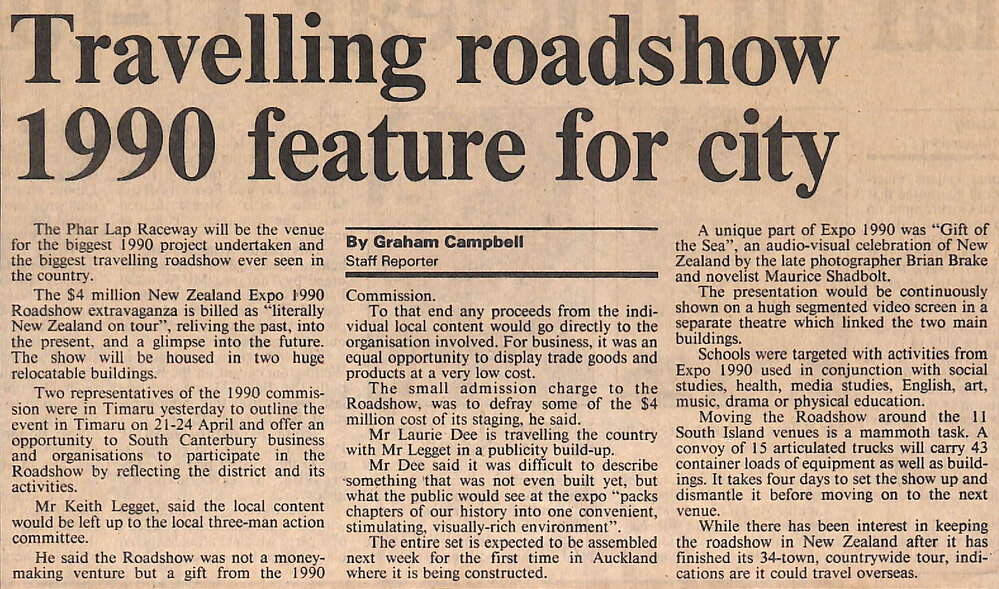 Travelling roadshow
1990 feature for city
The Phar Lap Raceway will be the venue
for the biggest 1990 project undertaken and
the biggest travelling roadshow ever seen in
the country.
The $4 million New Zealand Expo 1990
Roadshow extravaganza is billed as “literally
New Zealand on tour”, reliving the past, into
the present, and a glimpse into the future.
The show will be housed in two huge
relocatable buildings.
Two representatives of the 1990 commis-
sion were in Timaru yesterday to outline the
event in Timaru on 21-24 April and offer an
opportunity to South Canterbury business
and organisations to participate in the
Roadshow by reflecting the district and its
activities.
Mr Keith Legget, said the local content
would be left up to the local three-man action
committee.
He said the Roadshow was not a money-
making venture but a gift from the 1990
By Graham Campbell
Staff Reporter
Commission.
To that end any proceeds from the indi-
vidual local content would go directly to the
organisation involved. For business, it was an
equal opportunity to display trade goods and
products at a very low cost.
The small admission charge to the
Roadshow, was to defray some of the $4
million cost of its staging, he said.
Mr Laurie Dee is travelling the country
with Mr Legget in a publicity build-up.
Mr Dee said it was difficult to describe
something that was not even built yet, but
what the public would see at the expo “packs
chapters of our history into one convenient,
stimulating, visually-rich environment”.
The entire set is expected to be assembled
next week for the first time in Auckland
where it is being constructed.
A unique part of Expo 1990 was “Gift of
the Sea”, an audio-visual celebration of New
Zealand by the late photographer Brian Brake
and novelist Maurice Shadbolt.
The presentation would be continuously
shown on a hugh segmented video screen in a
separate theatre which linked the two main
buildings.
Schools were targeted with activities from
Expo 1990 used in conjunction with social
studies, health, media studies, English, art,
music, drama or physical education.
Moving the Roadshow around the 11
South Island venues is a mammoth task. A
convoy of 15 articulated trucks will carry 43
container loads of equipment as well as build-
ings. It takes four days to set the show up and
dismantle it before moving on to the next
venue.
While there has been interest in keeping
the roadshow in New Zealand after it has
finished its 34-town, countrywide tour, indi-
cations are it could travel overseas.